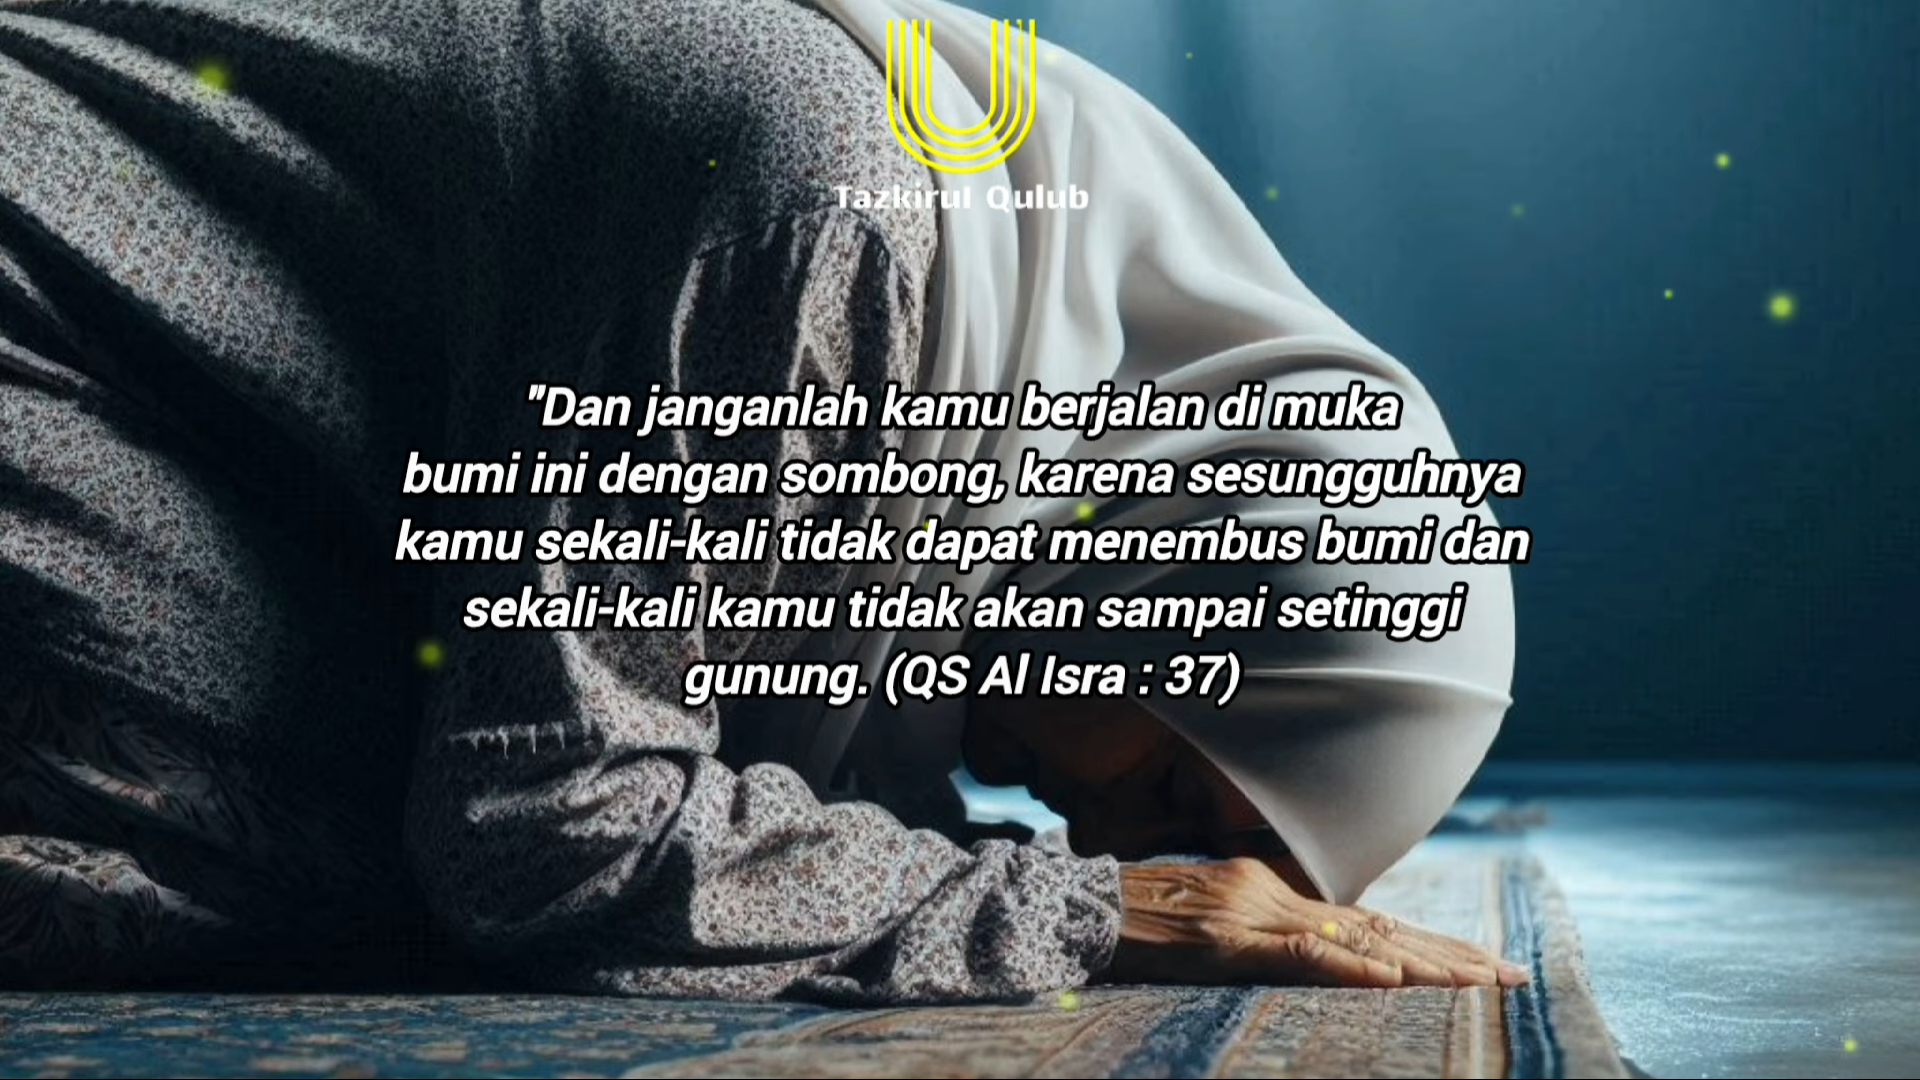 Tazkirul Qulub
"Dan janganlah kamu berjalan di muka
bumi ini dengan sombong, karena sesungguhnya
kamu sekali-kali tidak dapat menembus bumi dan
sekali-kali kamu tidak akan sampai setinggi
gunung. (QS Al Isra : 37)